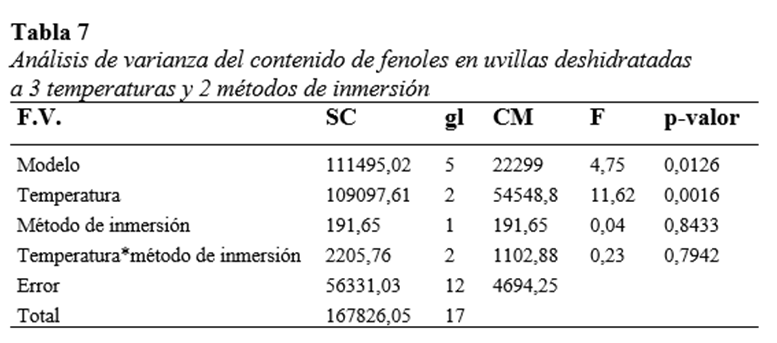 Tabla 7
Análisis de varianza del contenido de fenoles en uvillas deshidratadas
a 3 temperaturas y 2 métodos de inmersión
F.V. SC gl CM F p-valor
Modelo 111495,02 5 22299 4,75 0,0126
Temperatura 109097,61 2 54548,8 11,62 0,0016
Método de inmersión 191,65 1 191,65 0,04 0,8433
Temperatura*método de inmersión 2205,76 2 1102,88 0,23 0,7942
Error 56331,03 12 4694,25
Total 167826,05 17